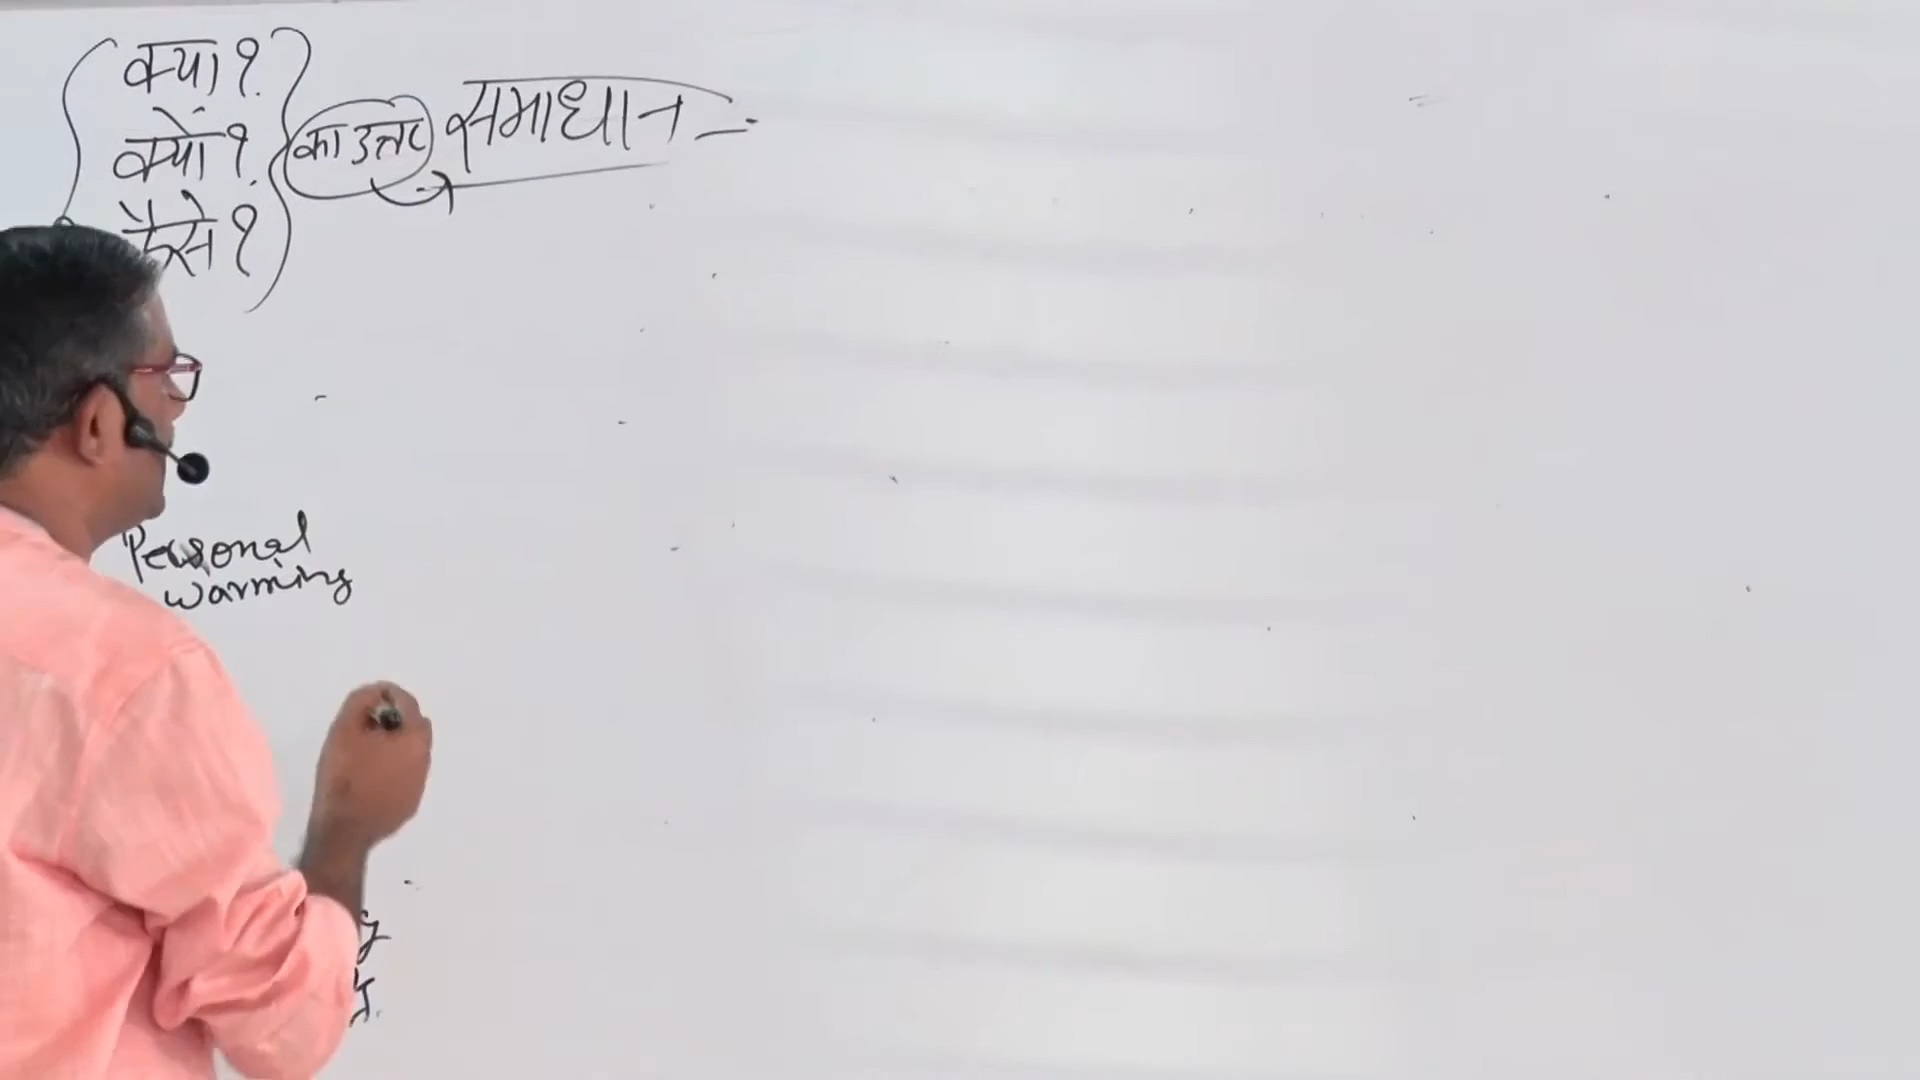 क्या?
क्यों? का उत्तर समाधान -:
कैसे?
Personal
warming